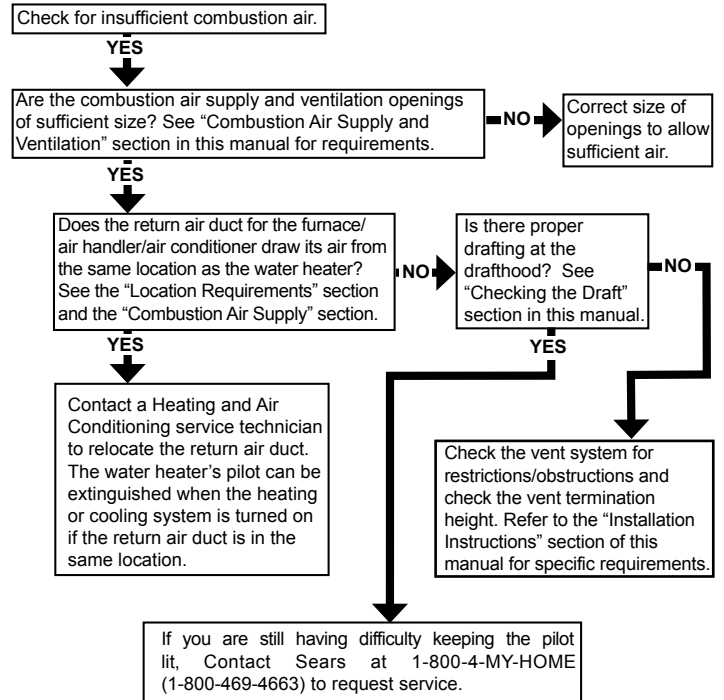 Check for insufficient combustion air.
YES
Are the combustion air supply and ventilation openings
of sufficient size? See “Combustion Air Supply and
Ventilation” section in this manual for requirements.
NO
Correct size of
openings to allow
sufficient air.
YES
Does the return air duct for the furnace/
air handler/air conditioner draw its air from
the same location as the water heater?
See the “Location Requirements” section
and the “Combustion Air Supply” section.
NO
Is there proper
drafting at the
drafthood? See
“Checking the Draft”
section in this manual.
NO
YES
YES
Contact a Heating and Air
Conditioning service technician
to relocate the return air duct.
The water heater’s pilot can be
extinguished when the heating
or cooling system is turned on
if the return air duct is in the
same location.
Check the vent system for
restrictions/obstructions and
check the vent termination
height. Refer to the “Installation
Instructions” section of this
manual for specific requirements.
If you are still having difficulty keeping the pilot
lit, Contact Sears at 1-800-4-MY-HOME
(1-800-469-4663) to request service.